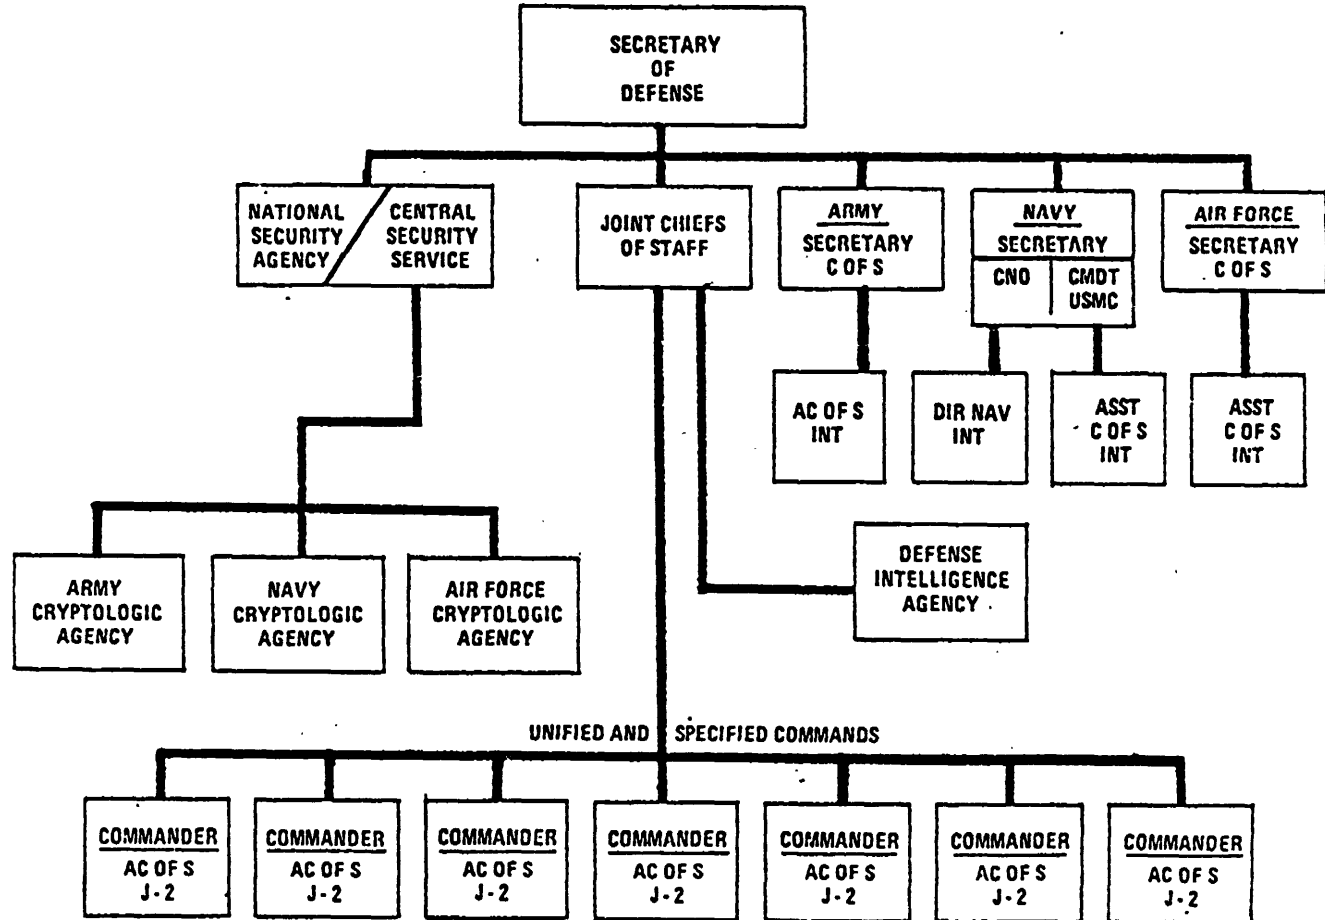 SECRETARY
OF
DEFENSE
NATIONAL
SECURITY
AGENCY
CENTRAL
SECURITY
SERVICE
JOINT CHIEFS
OF STAFF
ARMY
SECRETARY
C OF S
NAVY
SECRETARY
CNO
CMDT
USMC
AIR FORCE
SECRETARY
C OF S
AC OF S
INT
DIR NAV
INT
ASST
C OF S
INT
ASST
C OF S
INT
DEFENSE
INTELLIGENCE
AGENCY
ARMY
CRYPTOLOGIC
AGENCY
NAVY
CRYPTOLOGIC
AGENCY
AIR FORCE
CRYPTOLOGIC
AGENCY
UNIFIED AND SPECIFIED COMMANDS
COMMANDER
AC OF S
J-2
COMMANDER
AC OF S
J-2
COMMANDER
AC OF S
J-2
COMMANDER
AC OF S
J-2
COMMANDER
AC OF S
J-2
COMMANDER
AC OF S
J-2
COMMANDER
AC OF S
J-2